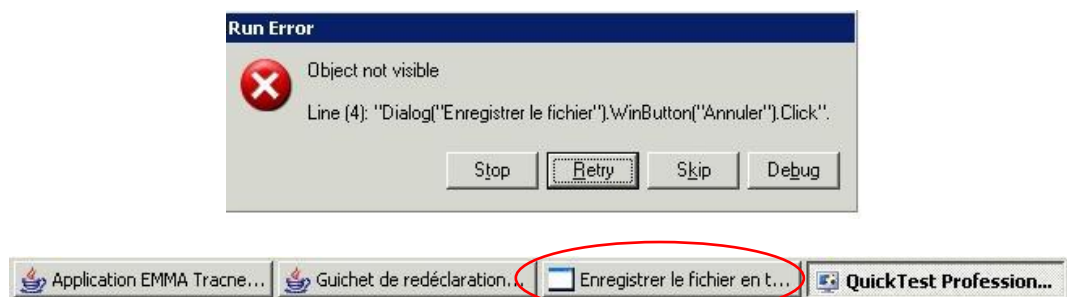 Run Error
Object not visible
Line (4): "Dialog("Enregistrer le fichier").WinButton("Annuler").Click".
Stop Retry Skip Debug
Application EMMA Tracne... Guichet de redéclaration... Enregistrer le fichier en t... QuickTest Profession...